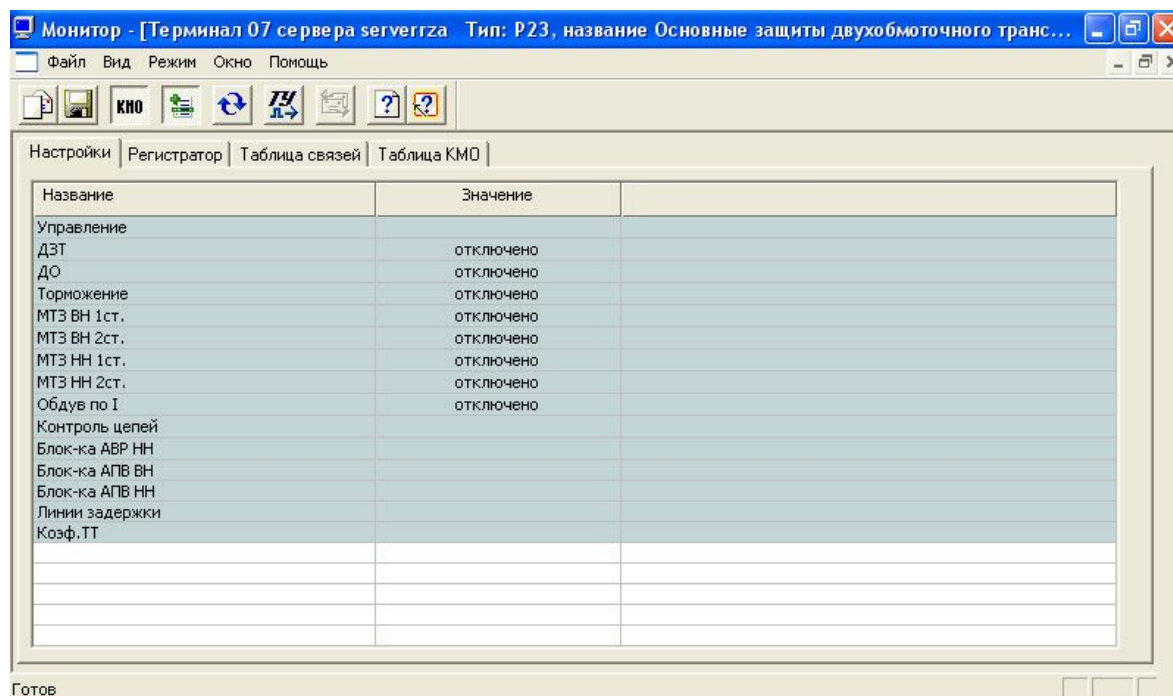 Монитор - [Терминал 07 сервера serverrza Тип: Р23, название Основные защиты двухобмоточного транс...
Файл Вид Режим Окно Помощь
КМО ТУ
Настройки Регистратор Таблица связей Таблица КМО
Название Значение
Управление
ДЗТ отключено
ДО отключено
Торможение отключено
МТЗ ВН 1ст. отключено
МТЗ ВН 2ст. отключено
МТЗ НН 1ст. отключено
МТЗ НН 2ст. отключено
Обдув по I отключено
Контроль цепей
Блок-ка АВР НН
Блок-ка АПВ ВН
Блок-ка АПВ НН
Линии задержки
Коэф.ТТ
Готов